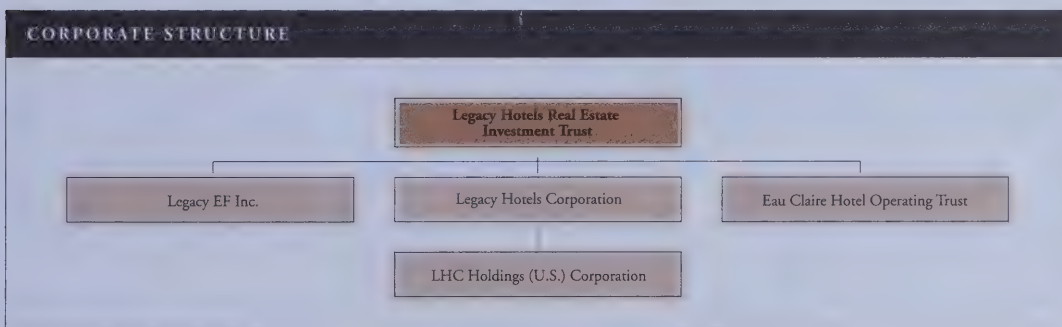 CORPORATE STRUCTURE
Legacy Hotels Real Estate
Investment Trust
Legacy EF Inc.
Legacy Hotels Corporation
Eau Claire Hotel Operating Trust
LHC Holdings (U.S.) Corporation